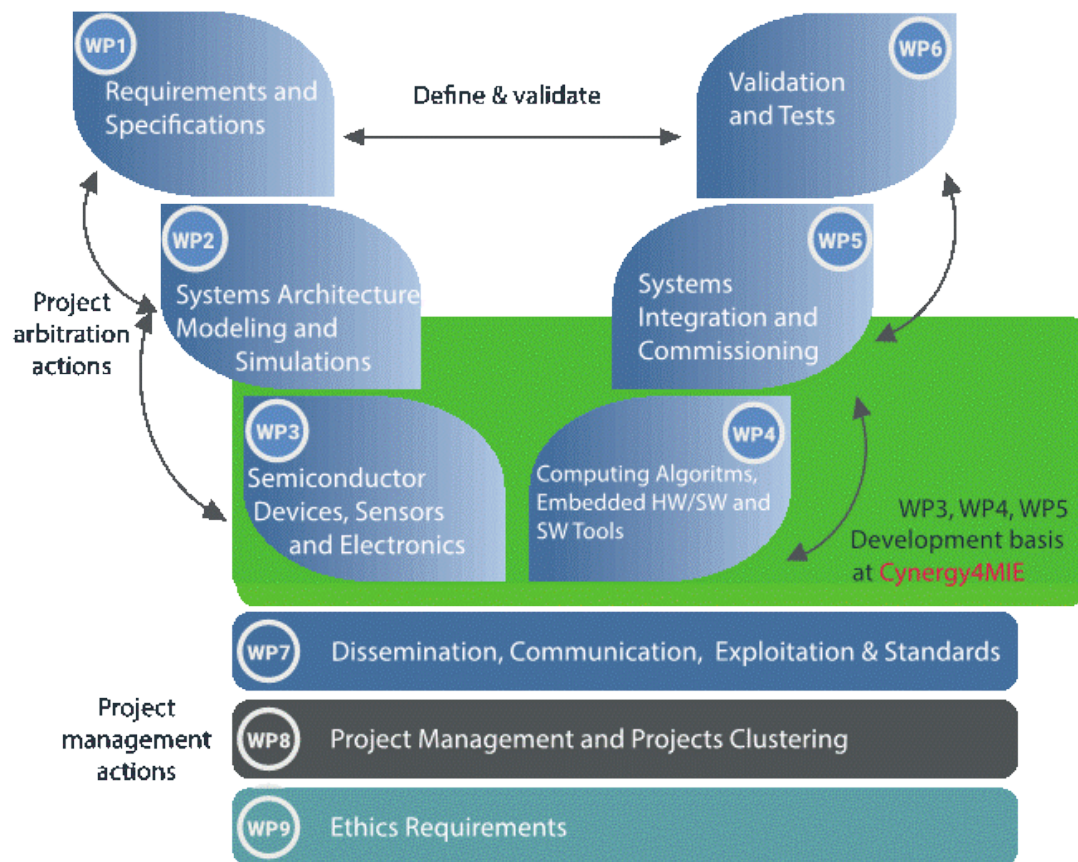 WP1
Requirements and
Specifications
Define & validate
WP6
Validation
and Tests
WP2
Systems Architecture
Modeling and
Simulations
WP5
Systems
Integration and
Commissioning
Project
arbitration
actions
WP3
Semiconductor
Devices, Sensors
and Electronics
WP4
Computing Algoritms,
Embedded HW/SW and
SW Tools
WP3, WP4, WP5
Development basis
at Cynergy4MIE
WP7
Dissemination, Communication, Exploitation & Standards
Project
management
actions
WP8
Project Management and Projects Clustering
WP9
Ethics Requirements